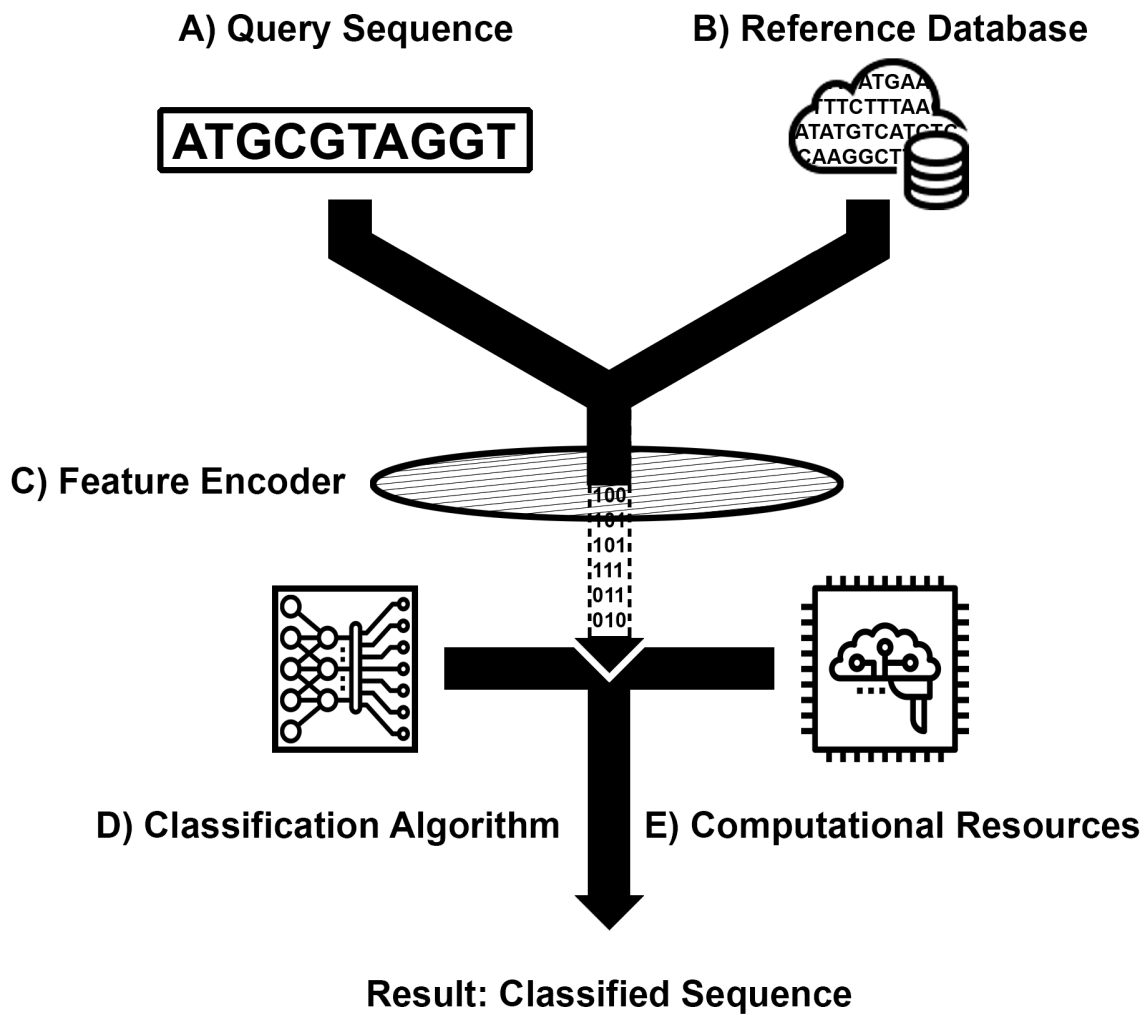 A) Query Sequence
B) Reference Database
ATGCGTAGGT
ATGAA
TTTCTTTAA
ATATGTCATCTC
CAAGGCT
C) Feature Encoder
100
101
101
111
011
010
D) Classification Algorithm
E) Computational Resources
Result: Classified Sequence